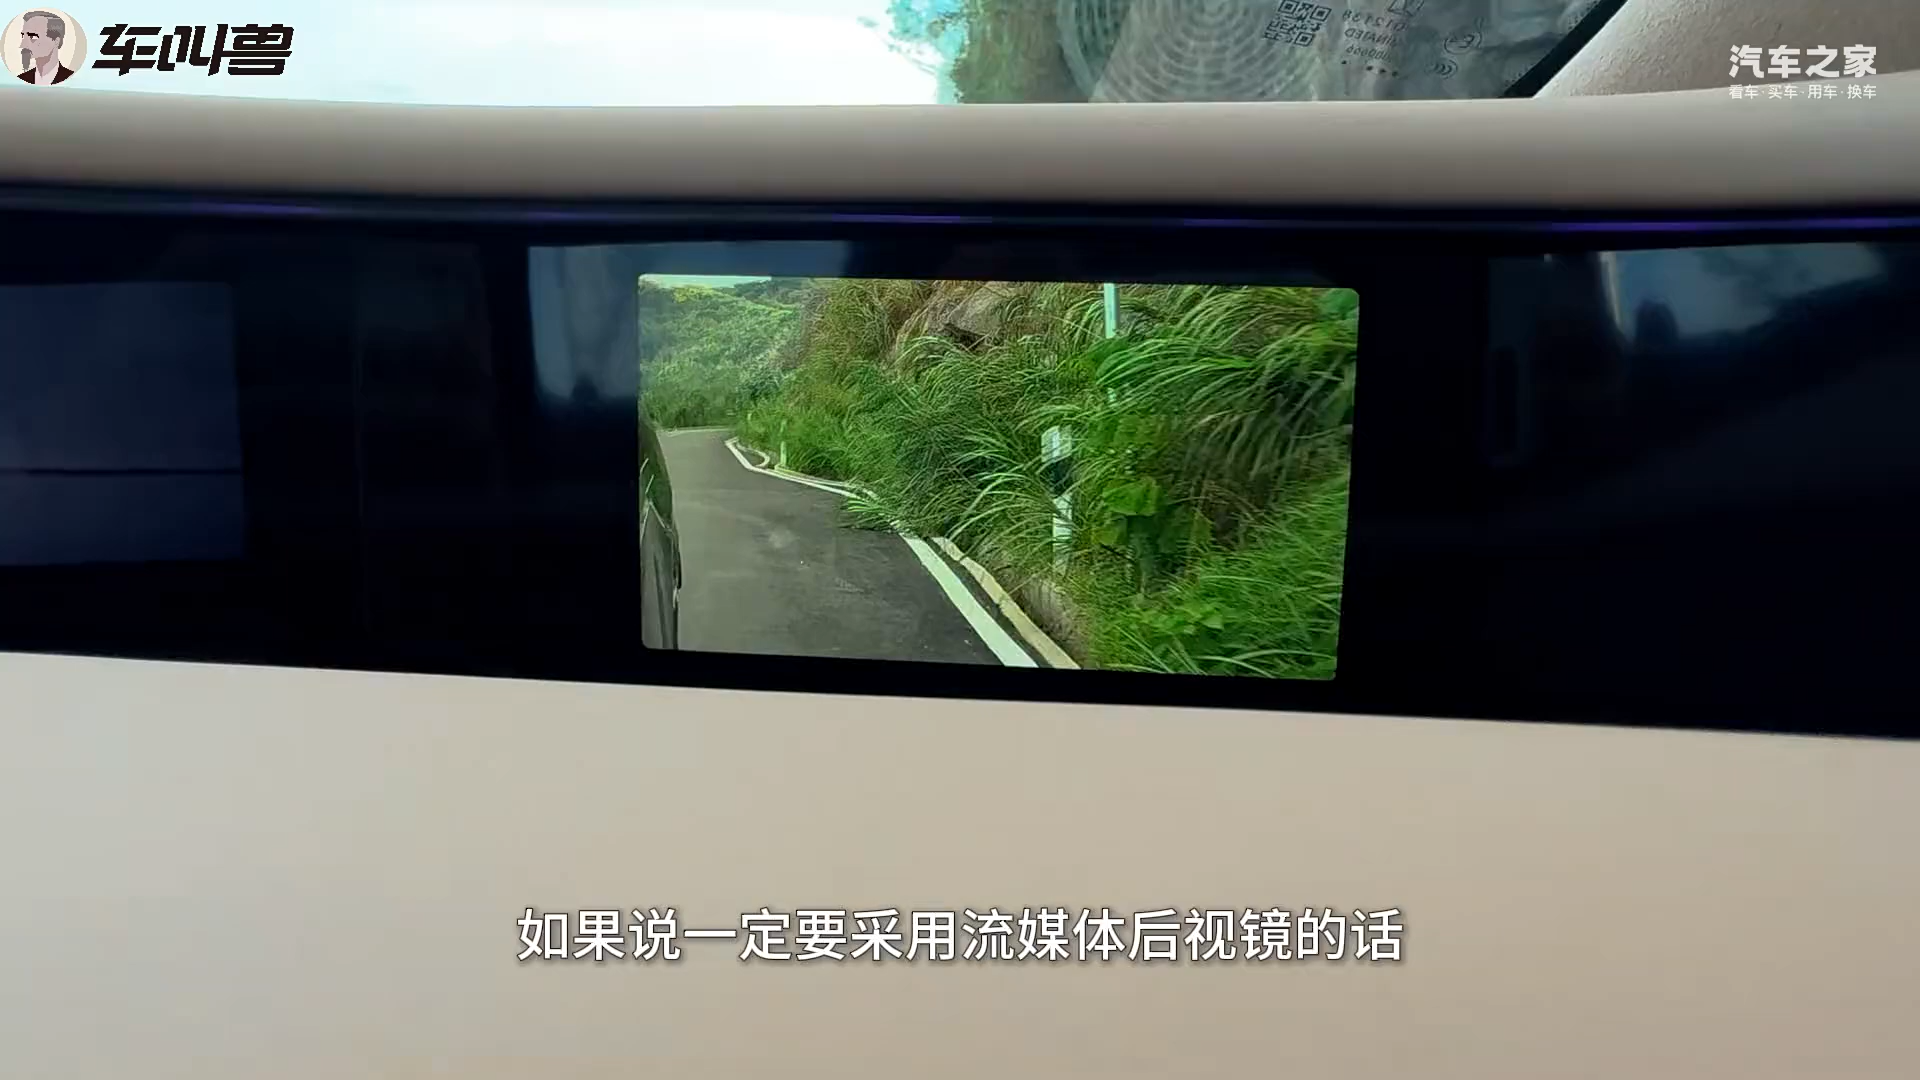 车叫兽
汽车之家
看车·买车·用车·换车
如果说一定要采用流媒体后视镜的话